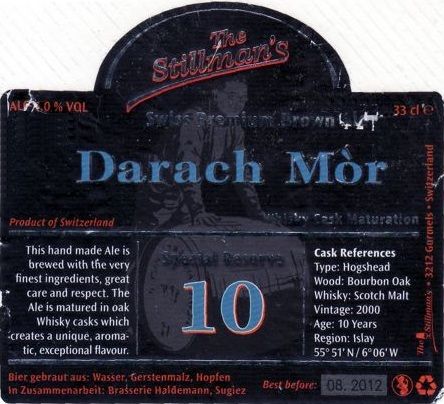 The
Stillman's
% VOL
33 cl e
Swiss Premium Brown
Darach Mòr
Product of Switzerland
Whisky Cask Maturation
This hand made Ale is
brewed with the very
finest ingredients, great
care and respect. The
Ale is matured in oak
Whisky casks which
creates a unique, aroma-
tic, exceptional flavour.
Special Reserve
10
Cask References
Type: Hogshead
Wood: Bourbon Oak
Whisky: Scotch Malt
Vintage: 2000
Age: 10 Years
Region: Islay
55°51' N / 6°06' W
The Stillman's • 3212 Gurmels • Switzerland
Bier gebraut aus: Wasser, Gerstenmalz, Hopfen
In Zusammenarbeit: Brasserie Haldemann, Sugiez
Best before: 08. 2012